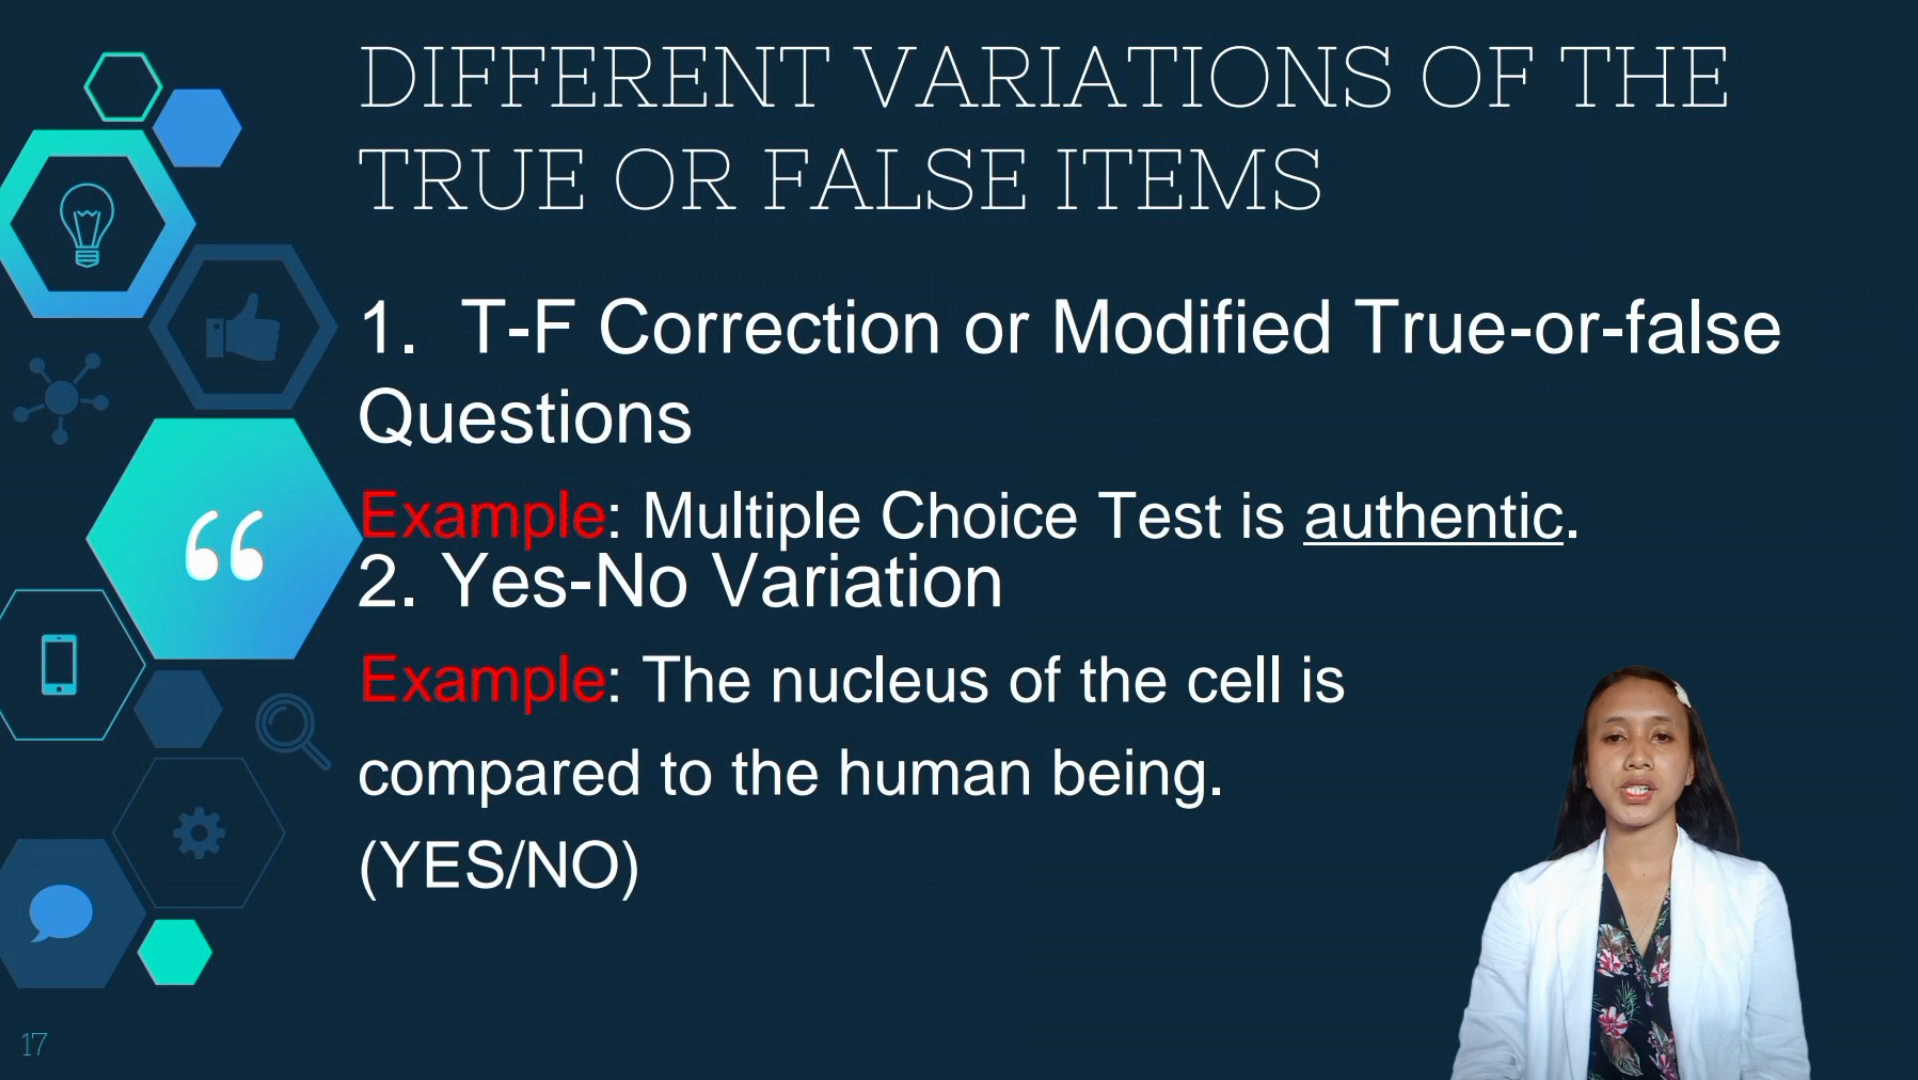 DIFFERENT VARIATIONS OF THE
TRUE OR FALSE ITEMS
1. T-F Correction or Modified True-or-false
Questions
Example: Multiple Choice Test is authentic.
2. Yes-No Variation
Example: The nucleus of the cell is
compared to the human being.
(YES/NO)
17